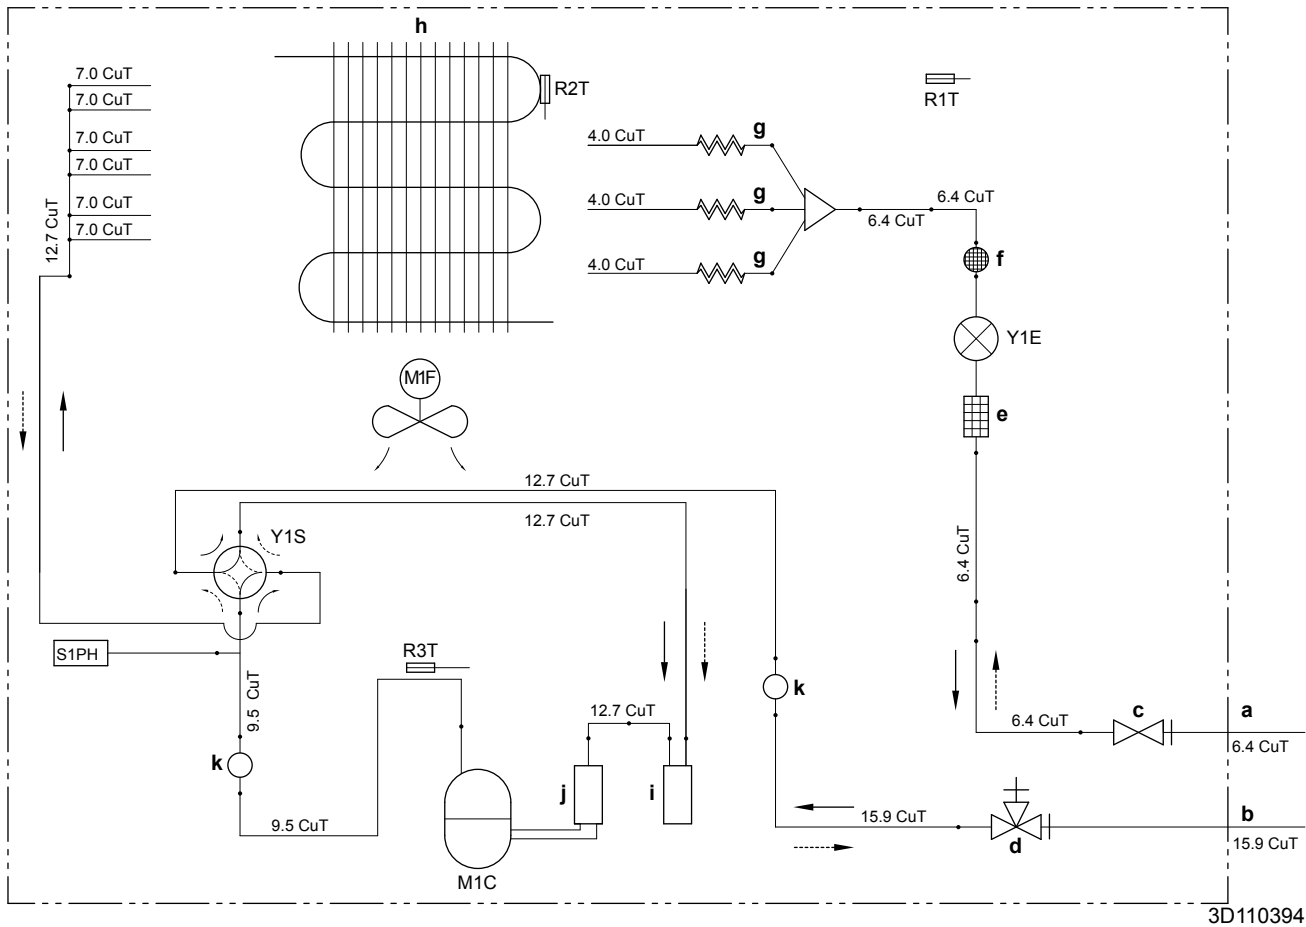 h
7.0 CuT
7.0 CuT
7.0 CuT
7.0 CuT
7.0 CuT
7.0 CuT
12.7 CuT
R2T
R1T
4.0 CuT
g
4.0 CuT
g
4.0 CuT
g
6.4 CuT
6.4 CuT
f
Y1E
e
M1F
12.7 CuT
12.7 CuT
Y1S
6.4 CuT
S1PH
9.5 CuT
R3T
k
k
12.7 CuT
j
i
9.5 CuT
M1C
6.4 CuT
c
a
6.4 CuT
15.9 CuT
d
b
15.9 CuT
3D110394